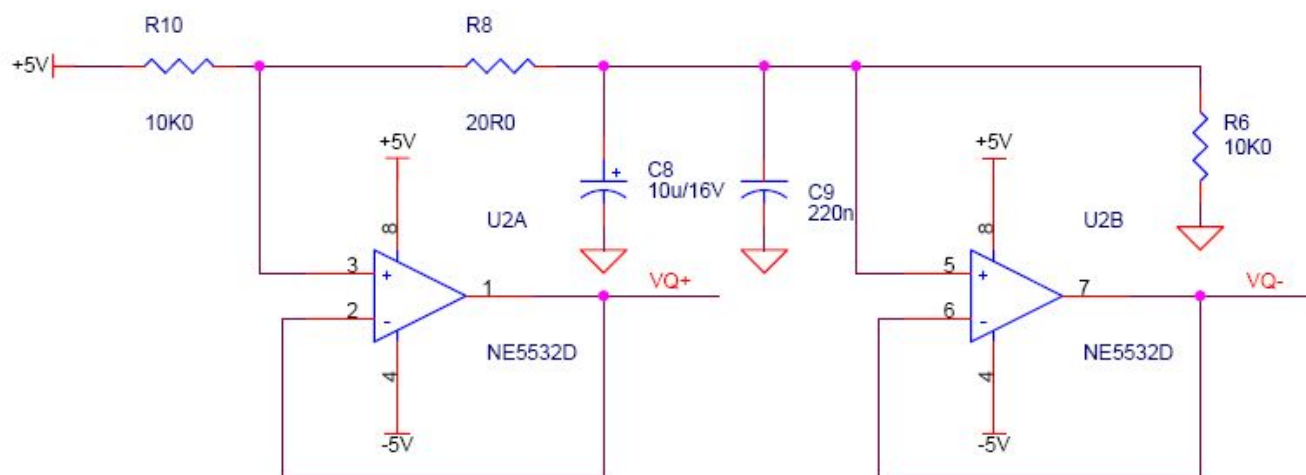 R10
R8
+5V
10K0
20R0
+5V
+
C8
10u/16V
C9
220n
+5V
R6
10K0
U2A
U2B
8
8
3
+
2
-
1
VQ+
5
+
6
-
7
VQ-
NE5532D
NE5532D
4
4
-5V
-5V